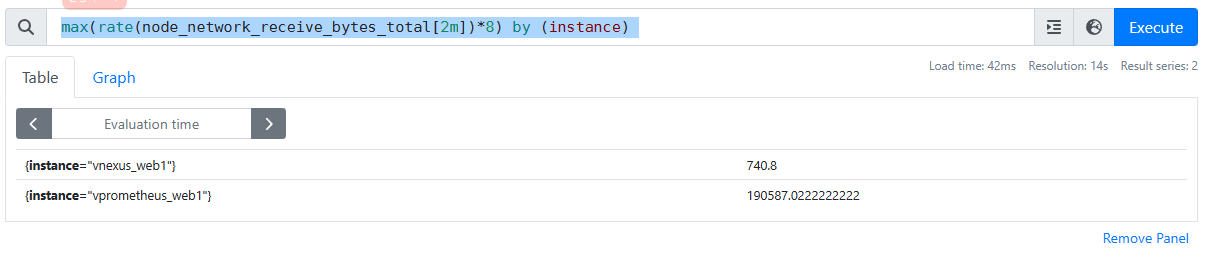 max(rate(node_network_receive_bytes_total[2m])*8) by (instance)
Execute
Table
Graph
Load time: 42ms Resolution: 14s Result series: 2
Evaluation time
{instance="vnexus_web1"} 740.8
{instance="vprometheus_web1"} 190587.0222222222
Remove Panel